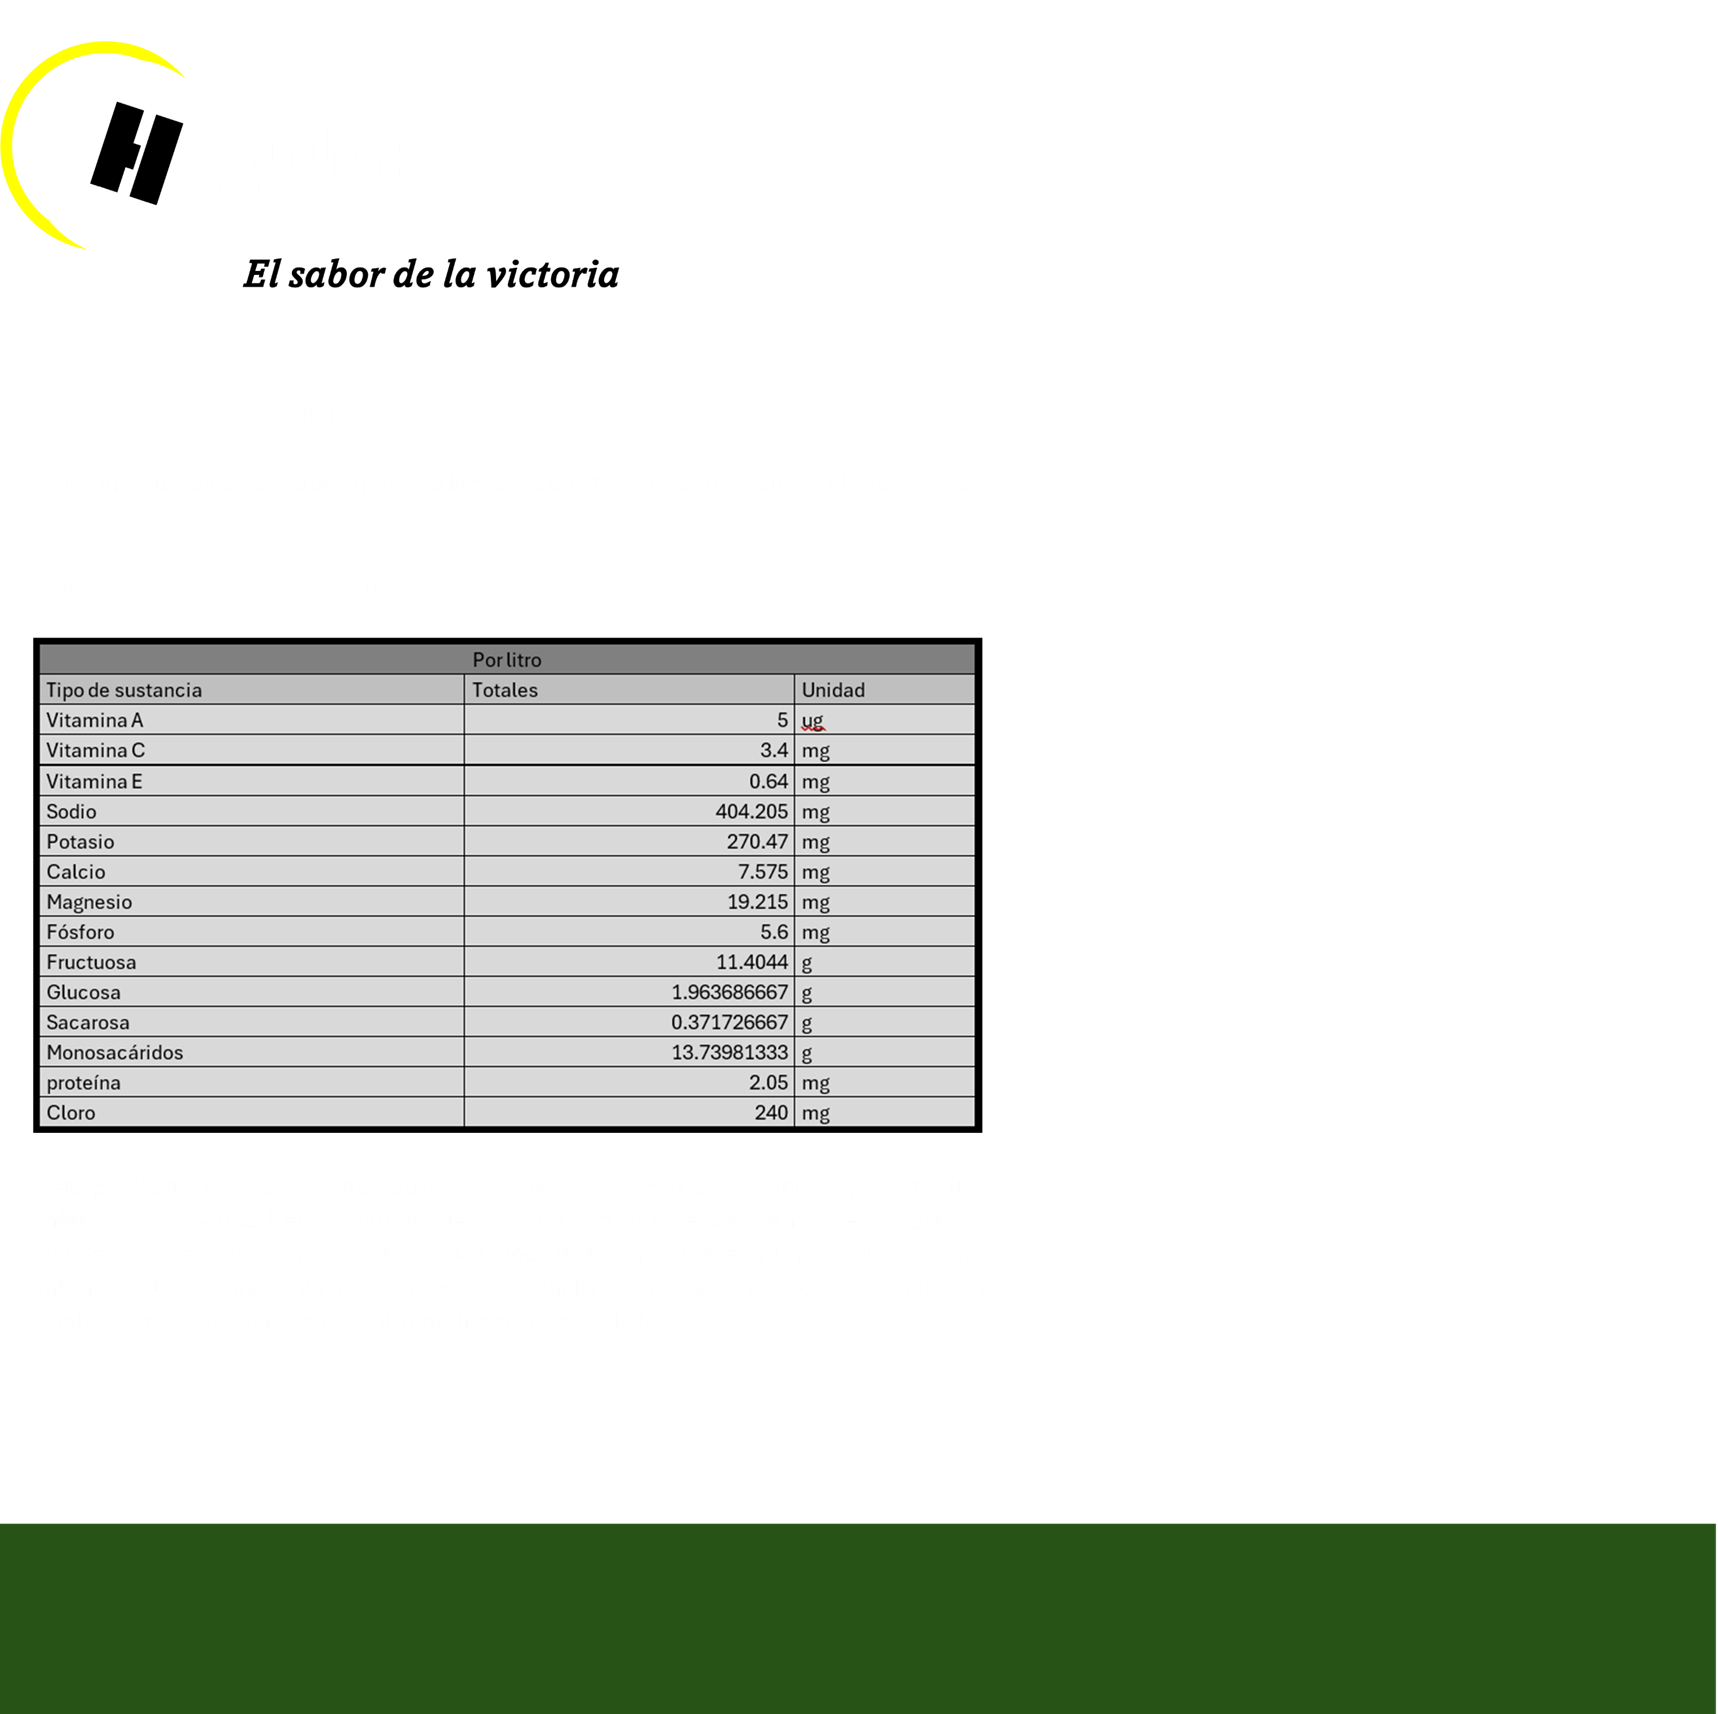 H
El sabor de la victoria
Por litro
Tipo de sustancia Totales Unidad
Vitamina A 5 ug
Vitamina C 3.4 mg
Vitamina E 0.64 mg
Sodio 404.205 mg
Potasio 270.47 mg
Calcio 7.575 mg
Magnesio 19.215 mg
Fósforo 5.6 mg
Fructuosa 11.4044 g
Glucosa 1.963686667 g
Sacarosa 0.371726667 g
Monosacáridos 13.73981333 g
proteína 2.05 mg
Cloro 240 mg